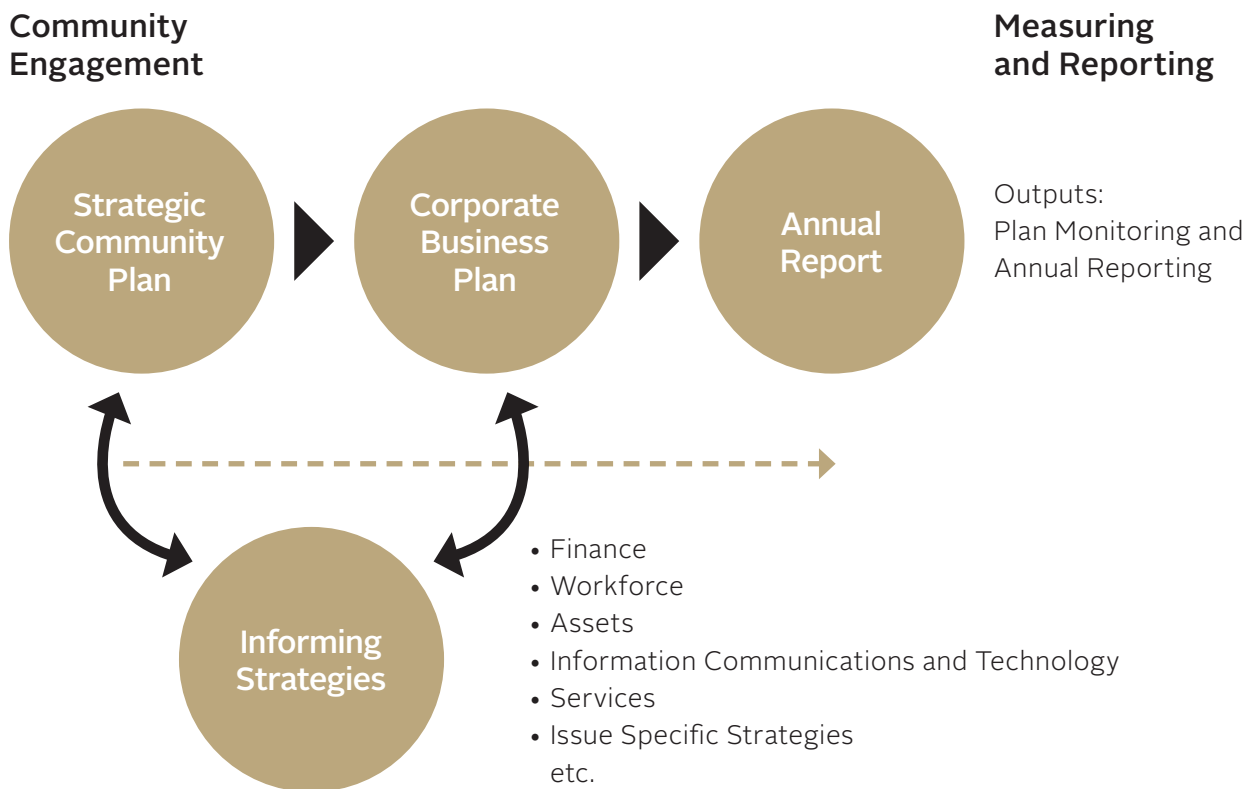 Community
Engagement
Measuring
and Reporting
Strategic
Community
Plan
Corporate
Business
Plan
Annual
Report
Outputs:
Plan Monitoring and
Annual Reporting
Informing
Strategies
• Finance
• Workforce
• Assets
• Information Communications and Technology
• Services
• Issue Specific Strategies
etc.